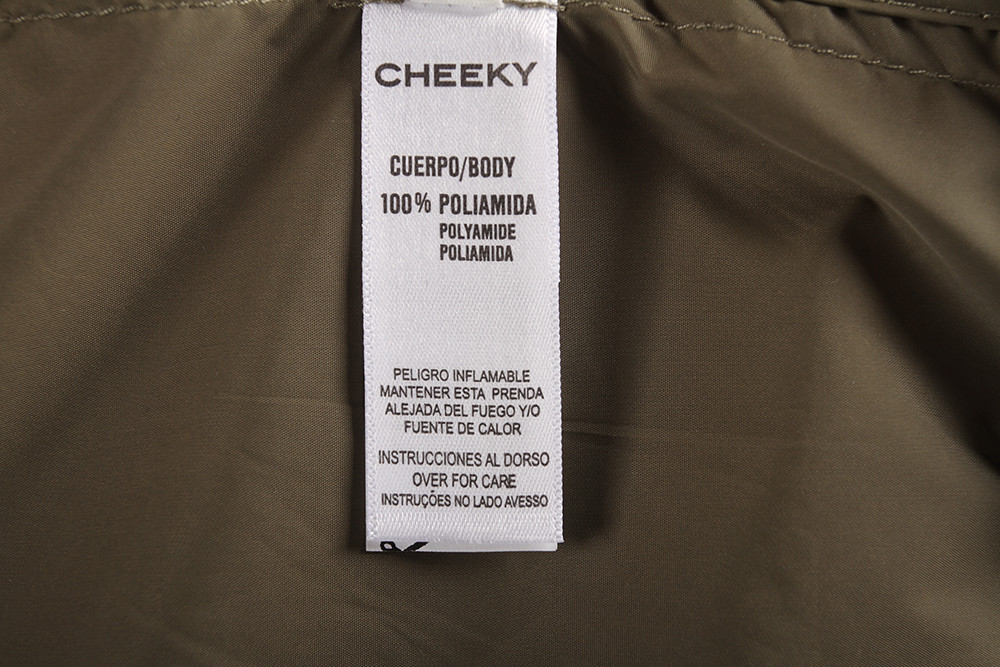 CHEEKY
CUERPO/BODY
100% POLIAMIDA
POLYAMIDE
POLIAMIDA
PELIGRO INFLAMABLE
MANTENER ESTA PRENDA
ALEJADA DEL FUEGO Y/O
FUENTE DE CALOR
INSTRUCCIONES AL DORSO
OVER FOR CARE
INSTRUÇÕES NO LADO AVESSO